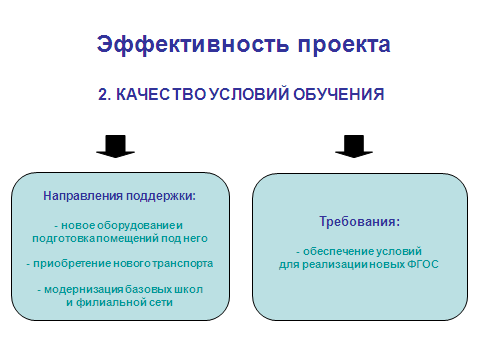 Эффективность проекта
2. КАЧЕСТВО УСЛОВИЙ ОБУЧЕНИЯ
Направления поддержки:
- новое оборудование и
подготовка помещений под него
- приобретение нового транспорта
- модернизация базовых школ
и филиальной сети
Требования:
- обеспечение условий
для реализации новых ФГОС